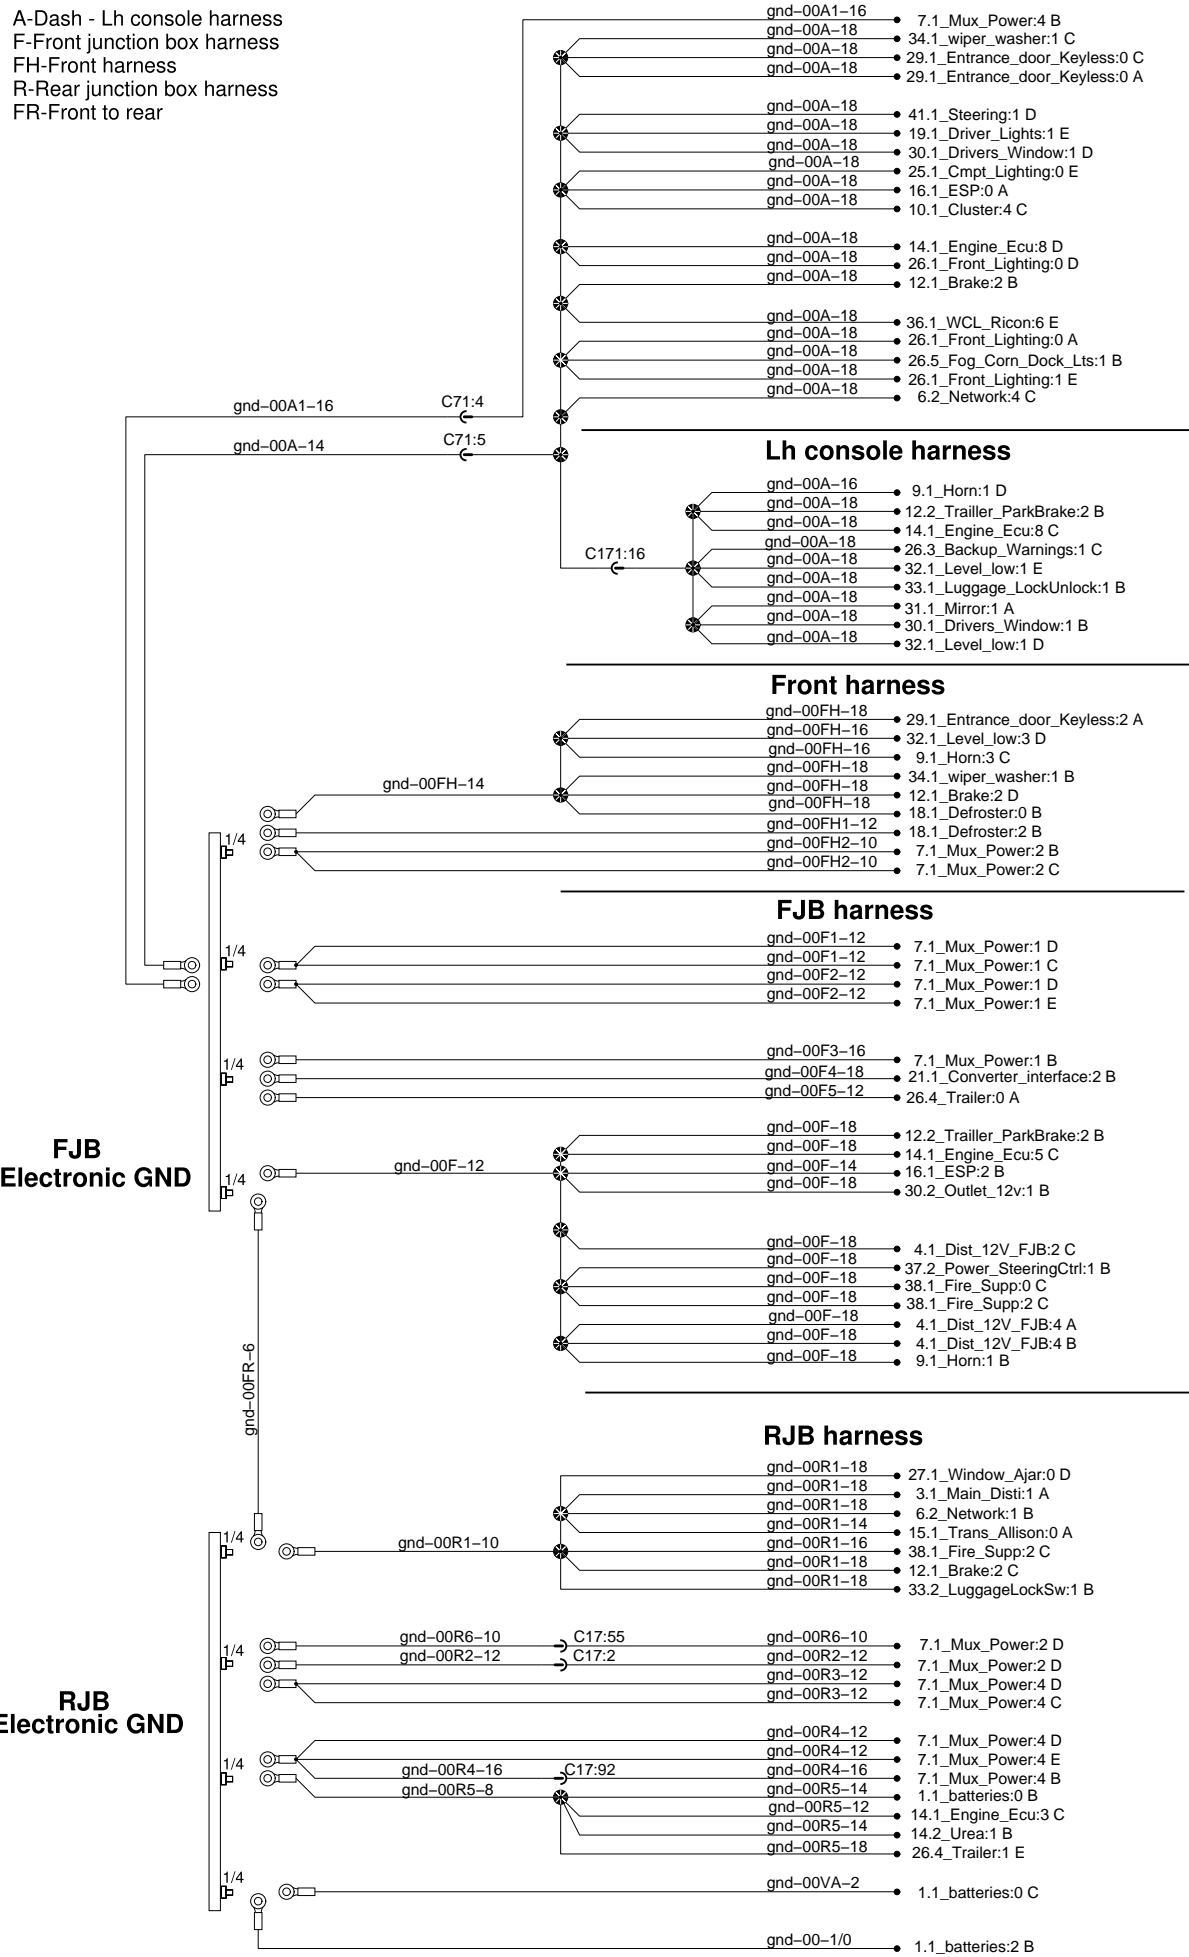 A-Dash - Lh console harness
F-Front junction box harness
FH-Front harness
R-Rear junction box harness
FR-Front to rear
gnd-00A1-16 7.1_Mux_Power:4 B
gnd-00A-18 34.1_wiper_washer:1 C
gnd-00A-18 29.1_Entrance_door_Keyless:0 C
gnd-00A-18 29.1_Entrance_door_Keyless:0 A
gnd-00A-18 41.1_Steering:1 D
gnd-00A-18 19.1_Driver_Lights:1 E
gnd-00A-18 30.1_Drivers_Window:1 D
gnd-00A-18 25.1_Cmpt_Lighting:0 E
gnd-00A-18 16.1_ESP:0 A
gnd-00A-18 10.1_Cluster:4 C
gnd-00A-18 14.1_Engine_Ecu:8 D
gnd-00A-18 26.1_Front_Lighting:0 D
gnd-00A-18 12.1_Brake:2 B
gnd-00A-18 36.1_WCL_Ricon:6 E
gnd-00A-18 26.1_Front_Lighting:0 A
gnd-00A-18 26.5_Fog_Corn_Dock_Lts:1 B
gnd-00A-18 26.1_Front_Lighting:1 E
gnd-00A-18 6.2_Network:4 C
gnd-00A1-16 C71:4
gnd-00A-14 C71:5
Lh console harness
gnd-00A-16 9.1_Horn:1 D
gnd-00A-18 12.2_Trailler_ParkBrake:2 B
gnd-00A-18 14.1_Engine_Ecu:8 C
gnd-00A-18 26.3_Backup_Warnings:1 C
C171:16 gnd-00A-18 32.1_Level_low:1 E
gnd-00A-18 33.1_Luggage_LockUnlock:1 B
gnd-00A-18 31.1_Mirror:1 A
gnd-00A-18 30.1_Drivers_Window:1 B
gnd-00A-18 32.1_Level_low:1 D
Front harness
gnd-00FH-18 29.1_Entrance_door_Keyless:2 A
gnd-00FH-16 32.1_Level_low:3 D
gnd-00FH-16 9.1_Horn:3 C
gnd-00FH-18 34.1_wiper_washer:1 B
gnd-00FH-14 gnd-00FH-18 12.1_Brake:2 D
gnd-00FH-18 18.1_Defroster:0 B
gnd-00FH1-12 18.1_Defroster:2 B
1/4 gnd-00FH2-10 7.1_Mux_Power:2 B
gnd-00FH2-10 7.1_Mux_Power:2 C
FJB harness
gnd-00F1-12 7.1_Mux_Power:1 D
1/4 gnd-00F1-12 7.1_Mux_Power:1 C
gnd-00F2-12 7.1_Mux_Power:1 D
gnd-00F2-12 7.1_Mux_Power:1 E
gnd-00F3-16 7.1_Mux_Power:1 B
1/4 gnd-00F4-18 21.1_Converter_interface:2 B
gnd-00F5-12 26.4_Trailer:0 A
FJB
Electronic GND
gnd-00F-18 12.2_Trailler_ParkBrake:2 B
gnd-00F-18 14.1_Engine_Ecu:5 C
gnd-00F-12 gnd-00F-14 16.1_ESP:2 B
1/4 gnd-00F-18 30.2_Outlet_12v:1 B
gnd-00F-18 4.1_Dist_12V_FJB:2 C
gnd-00F-18 37.2_Power_SteeringCtrl:1 B
gnd-00F-18 38.1_Fire_Supp:0 C
gnd-00F-18 38.1_Fire_Supp:2 C
gnd-00F-18 4.1_Dist_12V_FJB:4 A
gnd-00F-18 4.1_Dist_12V_FJB:4 B
gnd-00F-18 9.1_Horn:1 B
gnd-00FR-6
RJB harness
gnd-00R1-18 27.1_Window_Ajar:0 D
gnd-00R1-18 3.1_Main_Disti:1 A
gnd-00R1-18 6.2_Network:1 B
gnd-00R1-14 15.1_Trans_Allison:0 A
1/4 gnd-00R1-10 gnd-00R1-16 38.1_Fire_Supp:2 C
gnd-00R1-18 12.1_Brake:2 C
gnd-00R1-18 33.2_LuggageLockSw:1 B
gnd-00R6-10 C17:55 gnd-00R6-10 7.1_Mux_Power:2 D
1/4 gnd-00R2-12 C17:2 gnd-00R2-12 7.1_Mux_Power:2 D
gnd-00R3-12 7.1_Mux_Power:4 D
gnd-00R3-12 7.1_Mux_Power:4 C
RJB
Electronic GND
gnd-00R4-12 7.1_Mux_Power:4 D
gnd-00R4-12 7.1_Mux_Power:4 E
1/4 gnd-00R4-16 C17:92 gnd-00R4-16 7.1_Mux_Power:4 B
gnd-00R5-8 gnd-00R5-14 1.1_batteries:0 B
gnd-00R5-12 14.1_Engine_Ecu:3 C
gnd-00R5-14 14.2_Urea:1 B
gnd-00R5-18 26.4_Trailer:1 E
1/4 gnd-00VA-2 1.1_batteries:0 C
gnd-00-1/0 1.1_batteries:2 B